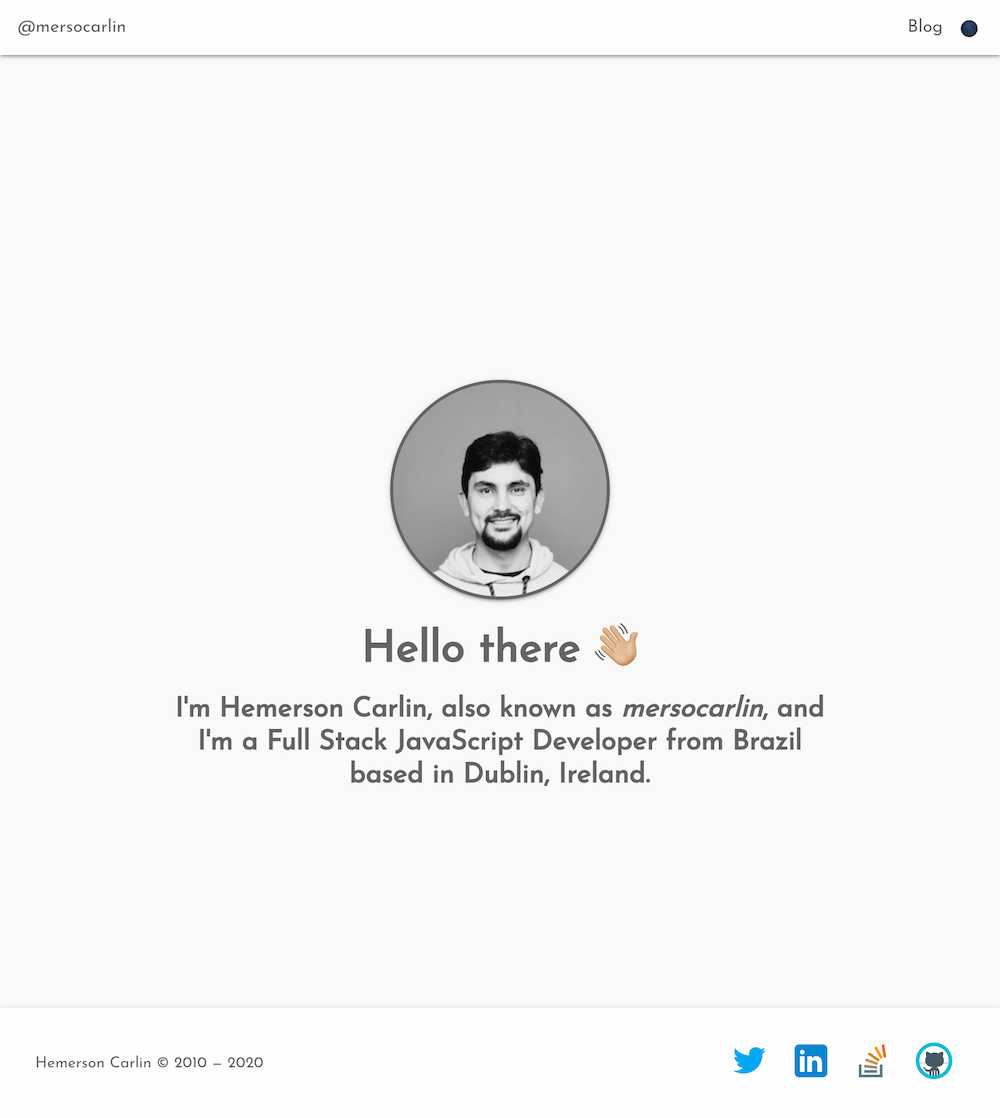 @mersocarlin
Blog
Hello there 👋🏼
I'm Hemerson Carlin, also known as mersocarlin, and
I'm a Full Stack JavaScript Developer from Brazil
based in Dublin, Ireland.
Hemerson Carlin © 2010 – 2020
in